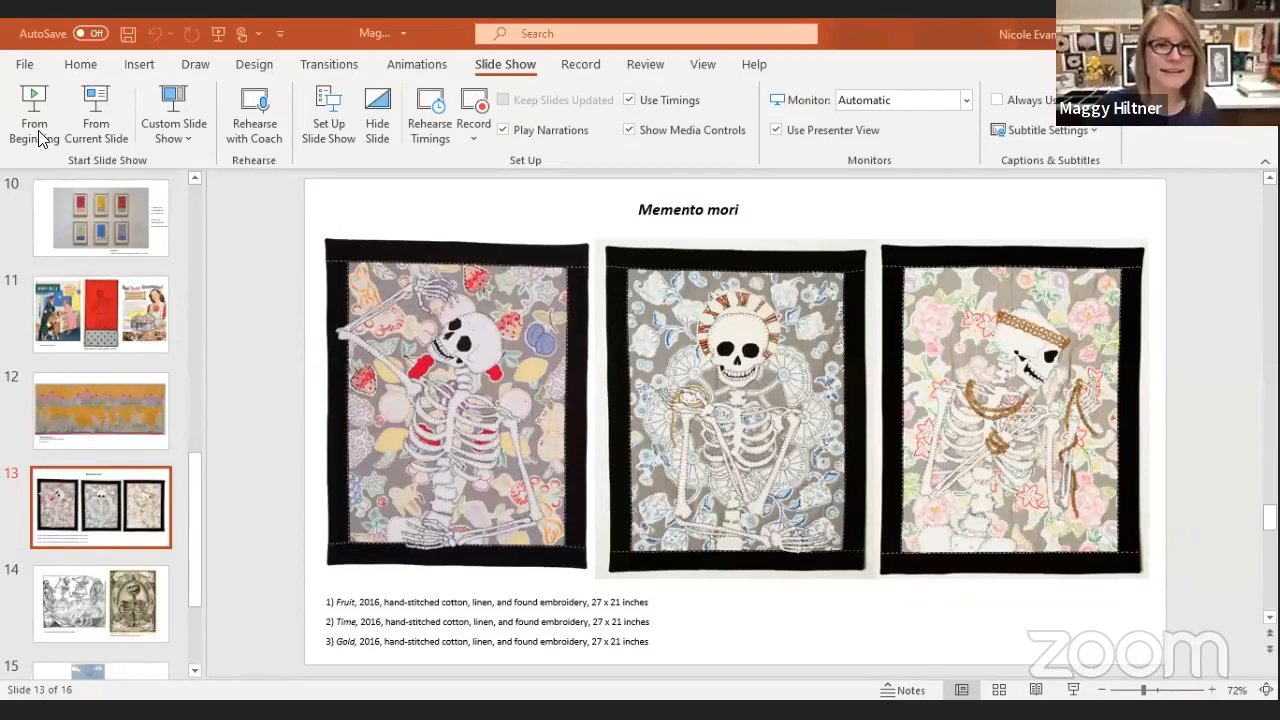 AutoSave Off Mag... Search Nicole Evan
File Home Insert Draw Design Transitions Animations Slide Show Record Review View Help
Maggy Hiltner
From Beginning
From Current Slide
Custom Slide Show
Start Slide Show
Rehearse with Coach
Rehearse
Set Up Slide Show
Hide Slide
Keep Slides Updated
Play Narrations
Rehearse Timings
Record
Use Timings
Show Media Controls
Set Up
Monitor: Automatic
Use Presenter View
Monitors
Always Us
Subtitle Settings
Captions & Subtitles
10
11
12
13
14
15
Memento mori
1) Fruit, 2016, hand-stitched cotton, linen, and found embroidery, 27 x 21 inches
2) Time, 2016, hand-stitched cotton, linen, and found embroidery, 27 x 21 inches
3) Gold, 2016, hand-stitched cotton, linen, and found embroidery, 27 x 21 inches
zoom
Slide 13 of 16 Notes 72%